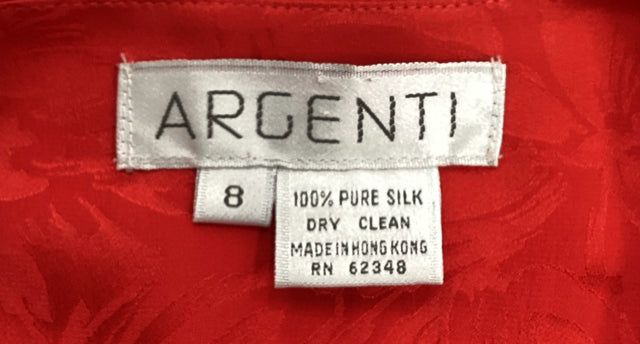 ARGENTI
8
100% PURE SILK
DRY CLEAN
MADE IN HONG KONG
RN 62348